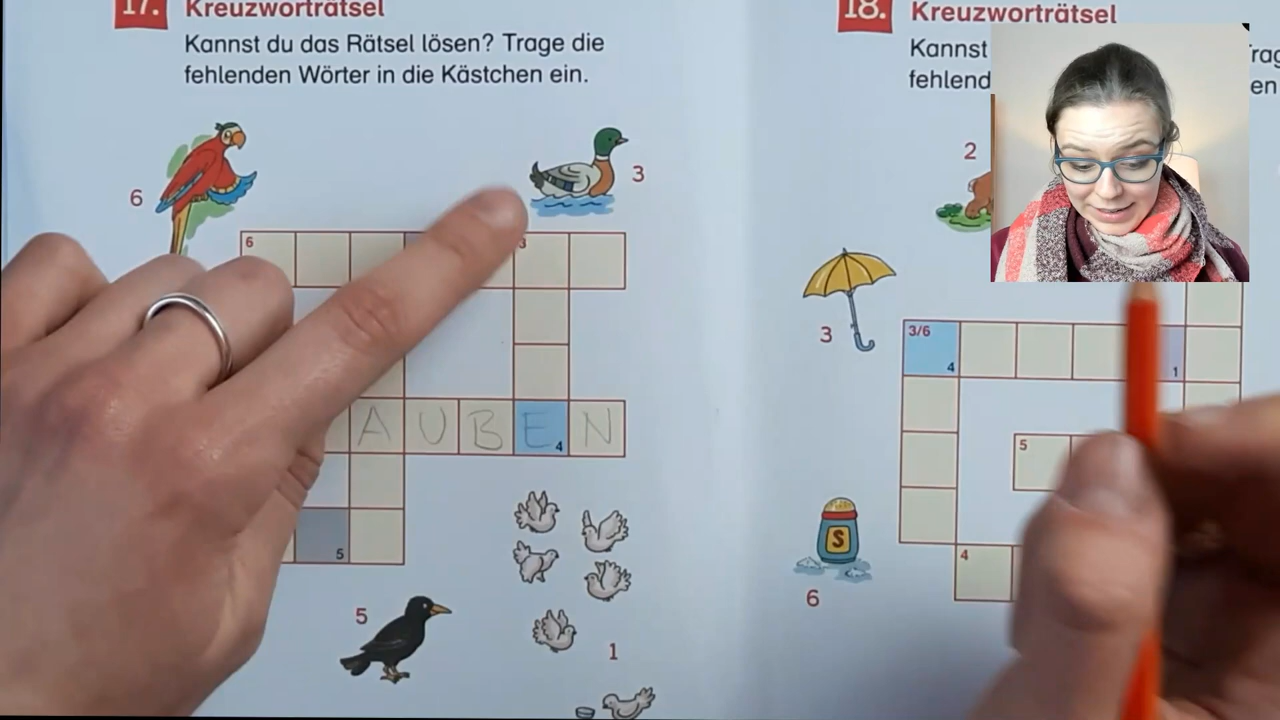 17.
Kreuzworträtsel
Kannst du das Rätsel lösen? Trage die
fehlenden Wörter in die Kästchen ein.
6
3
6
3
AUBEN
4
5
5
1
18.
Kreuzworträtsel
Kannst
fehlend
en
2
3
3/6
4
1
5
6
S
4